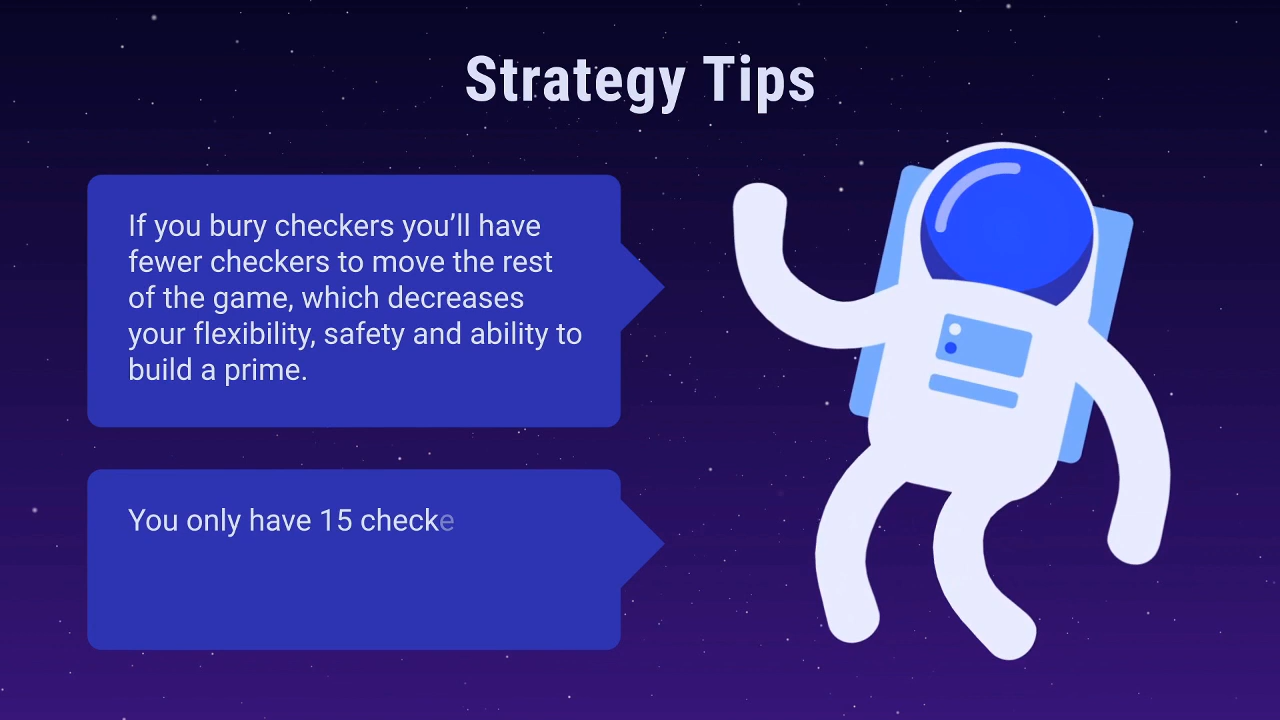 Strategy Tips
If you bury checkers you’ll have
fewer checkers to move the rest
of the game, which decreases
your flexibility, safety and ability to
build a prime.
You only have 15 checke